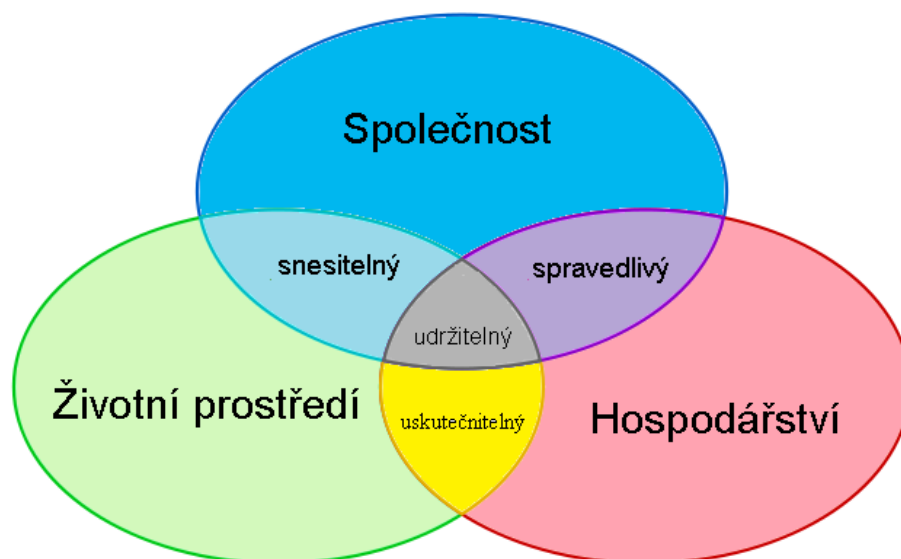 Společnost
snesitelný
spravedlivý
udržitelný
Životní prostředí
uskutečnitelný
Hospodářství